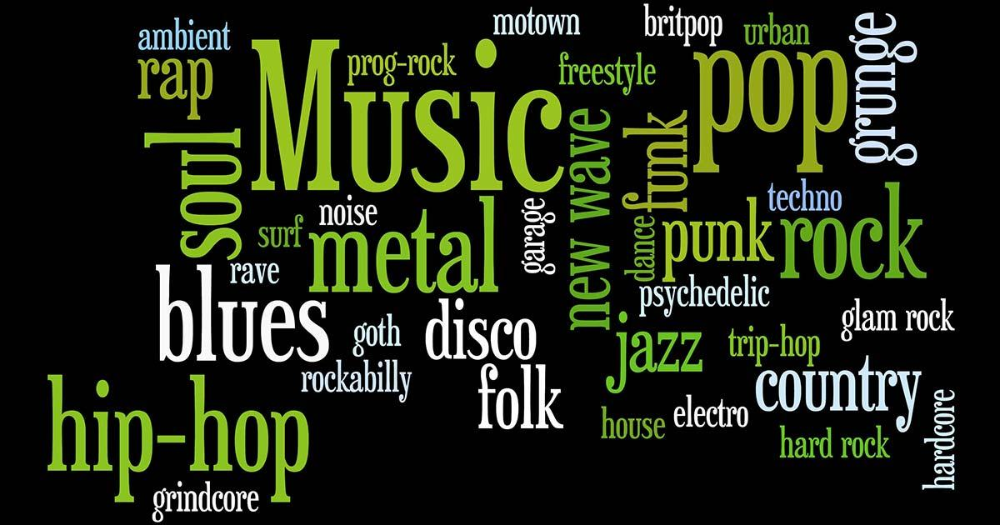 motown
britpop
urban
grunge
ambient
rap
prog-rock
freestyle
pop
Music
soul
new wave
funk
noise
garage
techno
surf
metal
dance
punk
rock
rave
blues
psychedelic
glam rock
goth
disco
jazz
trip-hop
rockabilly
folk
country
hip-hop
house
electro
hard rock
hardcore
grindcore